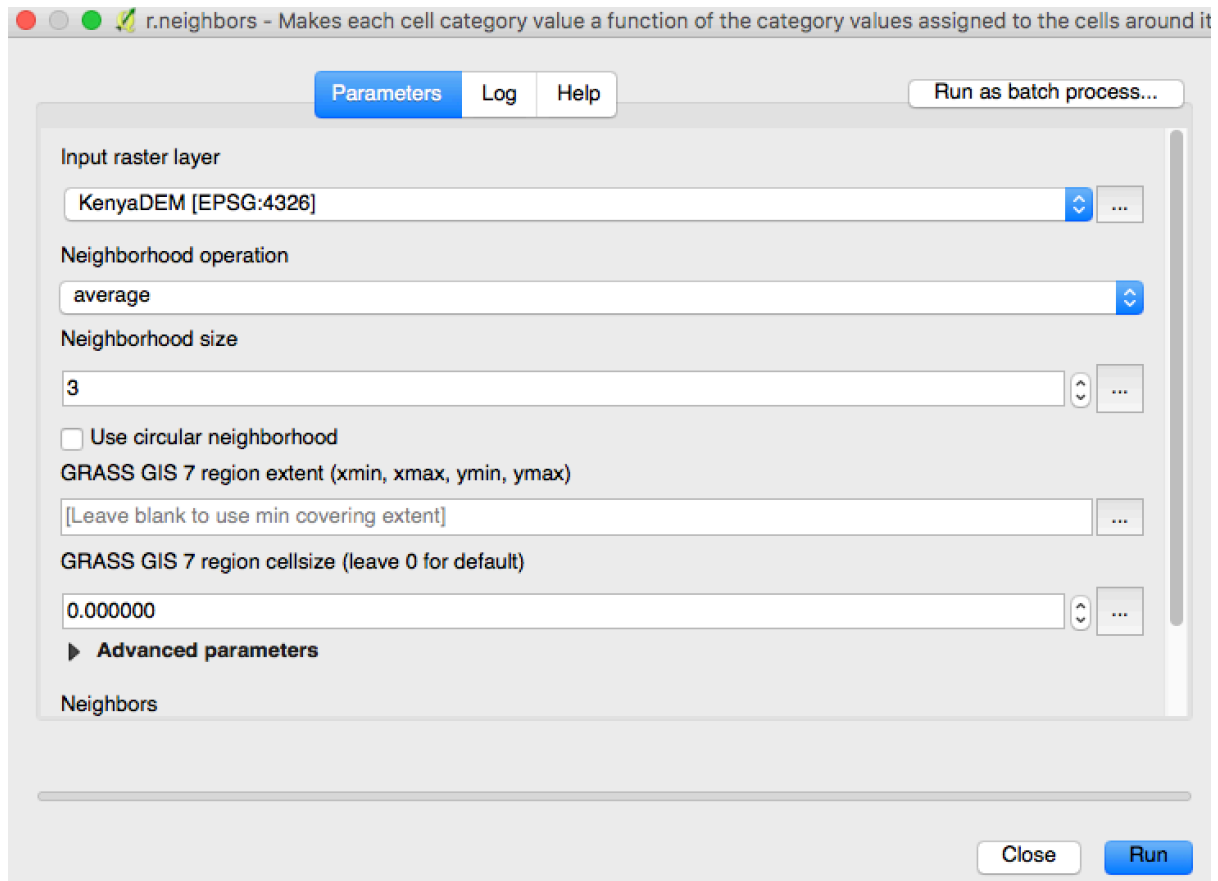 r.neighbors - Makes each cell category value a function of the category values assigned to the cells around it
Parameters Log Help Run as batch process...
Input raster layer
KenyaDEM [EPSG:4326] ...
Neighborhood operation
average
Neighborhood size
3 ...
Use circular neighborhood
GRASS GIS 7 region extent (xmin, xmax, ymin, ymax)
[Leave blank to use min covering extent] ...
GRASS GIS 7 region cellsize (leave 0 for default)
0.000000 ...
Advanced parameters
Neighbors
Close Run